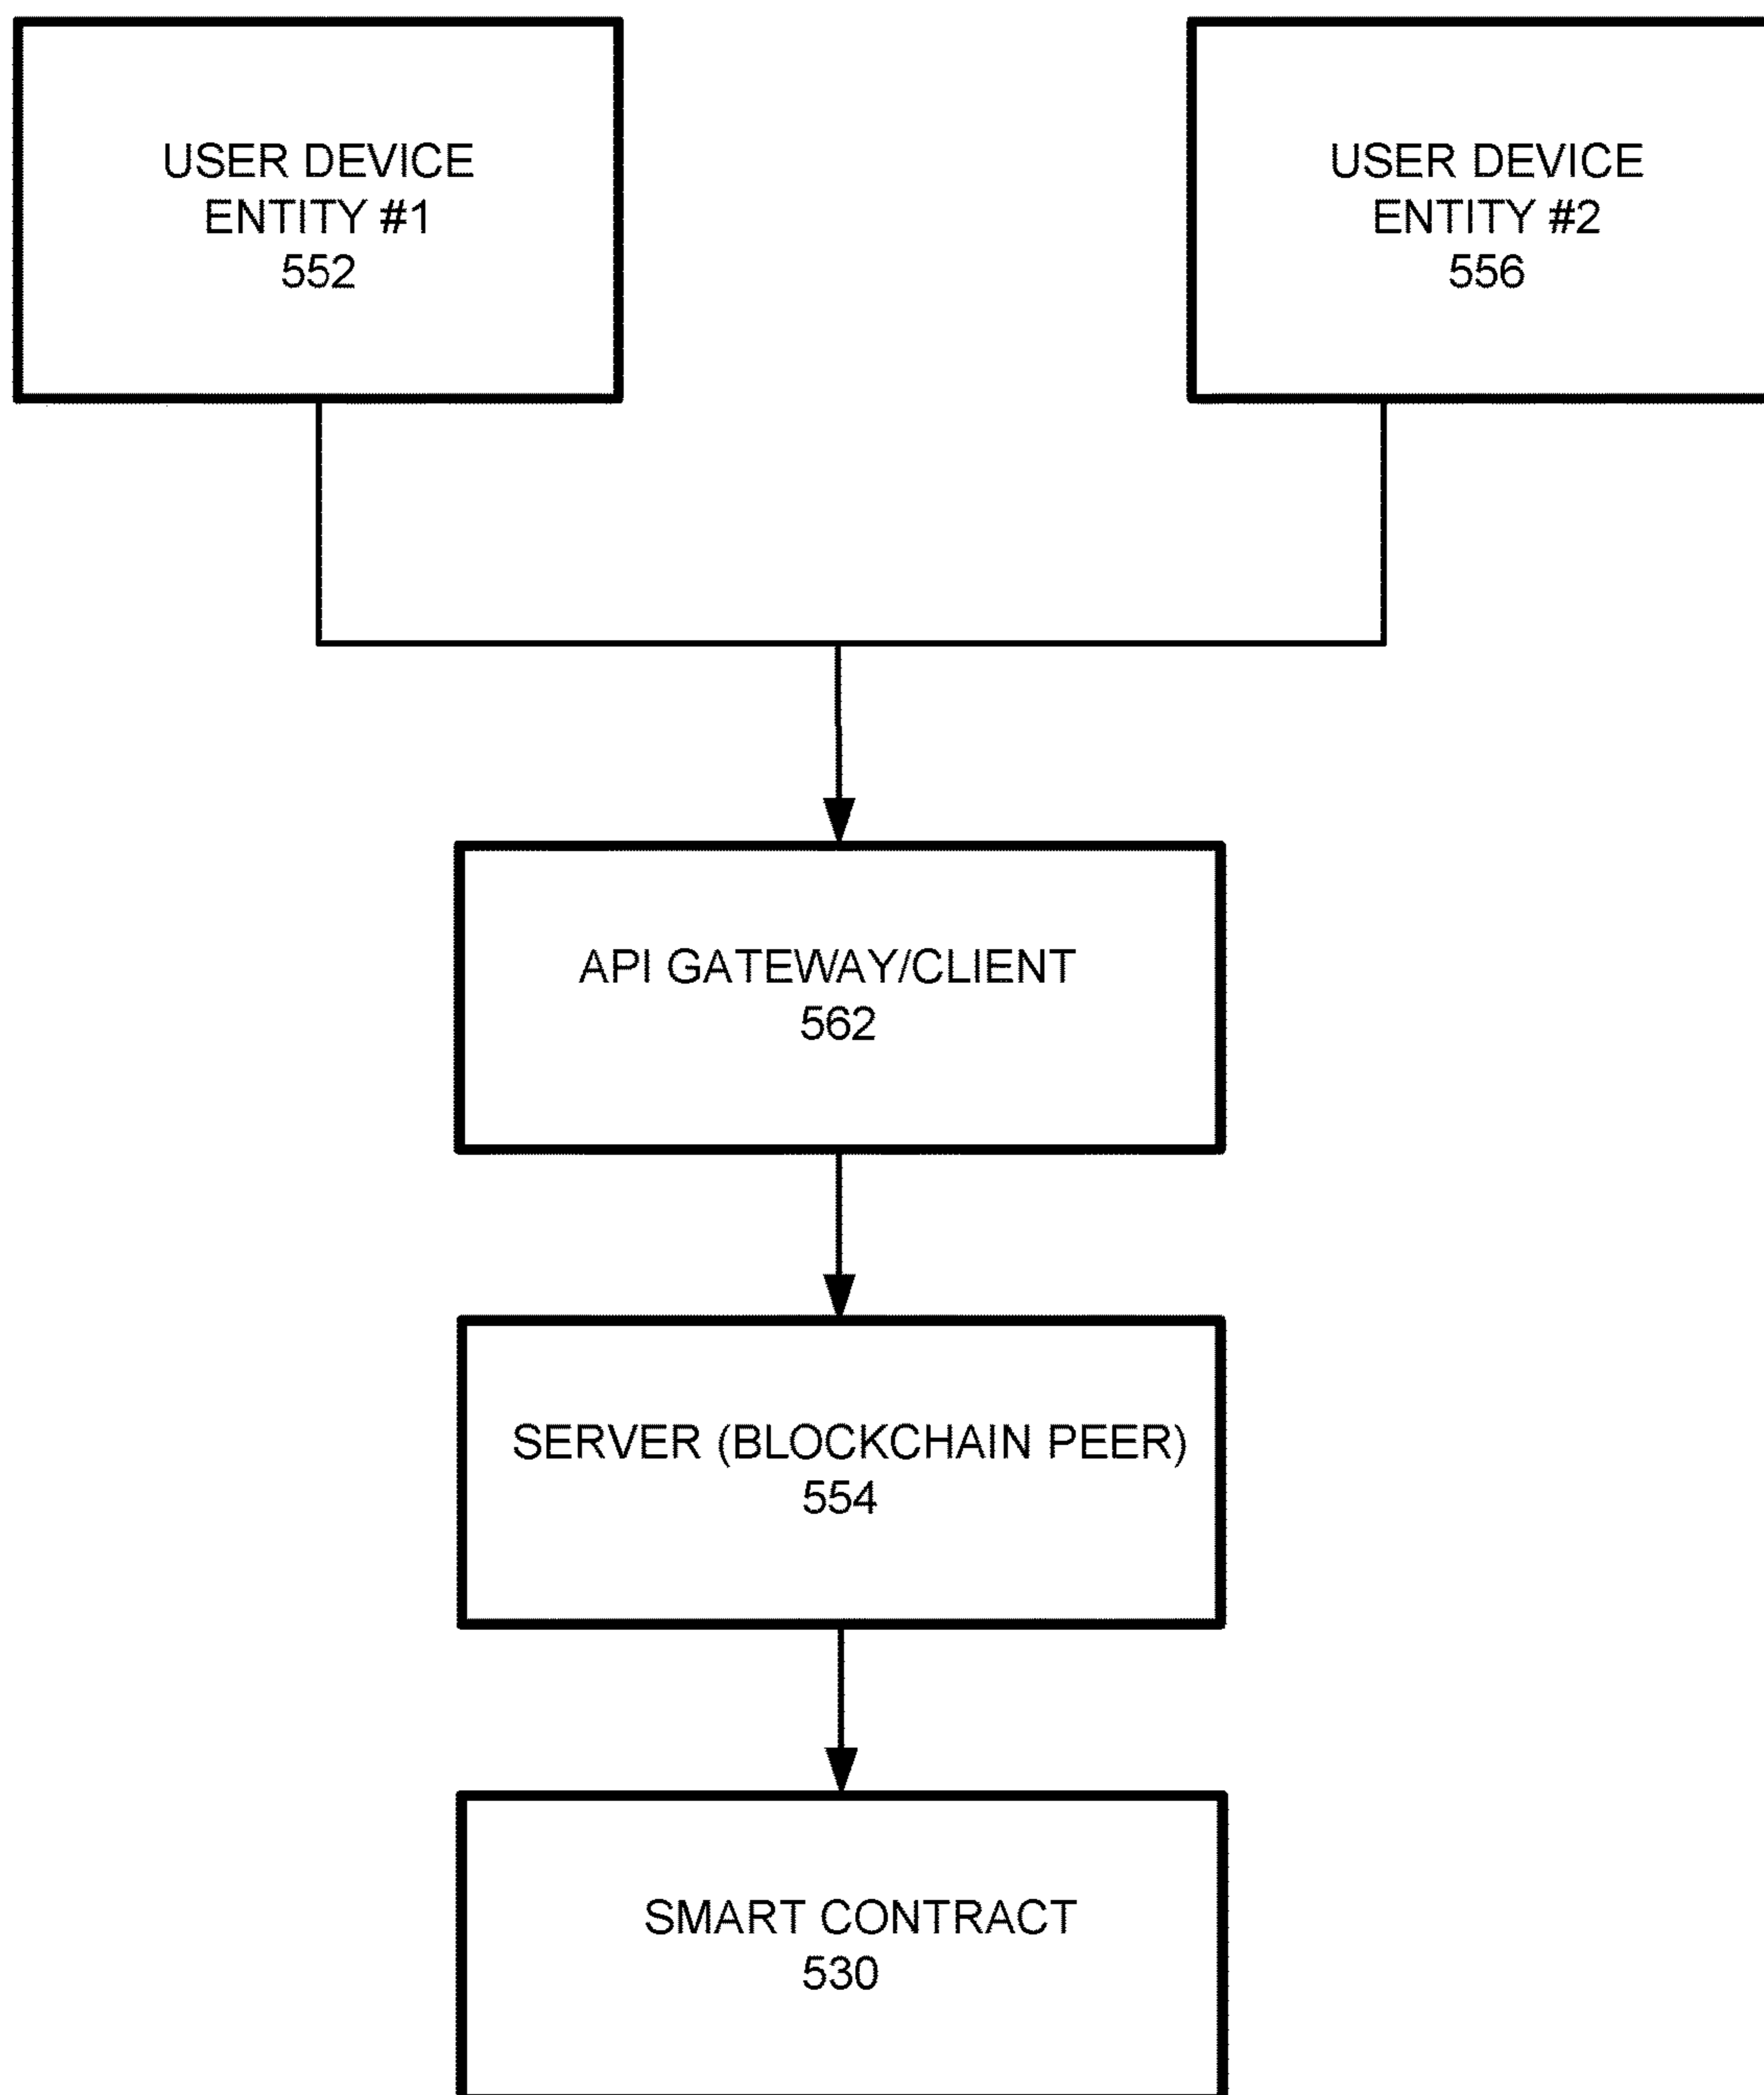 USER DEVICE
ENTITY #1
552
USER DEVICE
ENTITY #2
556
API GATEWAY/CLIENT
562
SERVER (BLOCKCHAIN PEER)
554
SMART CONTRACT
530